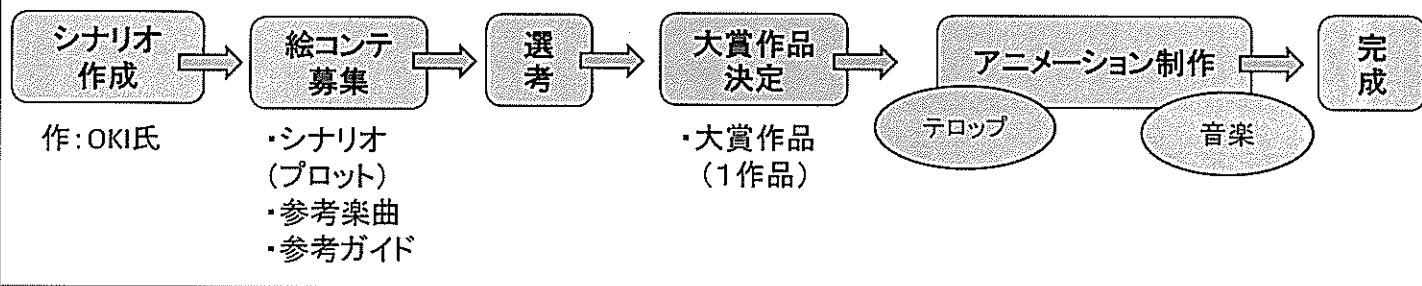 シナリオ
作成
絵コンテ
募集
選
考
大賞作品
決定
アニメーション制作
完
成
テロップ
音楽
作:OKI氏
・シナリオ
(プロット)
・参考楽曲
・参考ガイド
・大賞作品
(1作品)